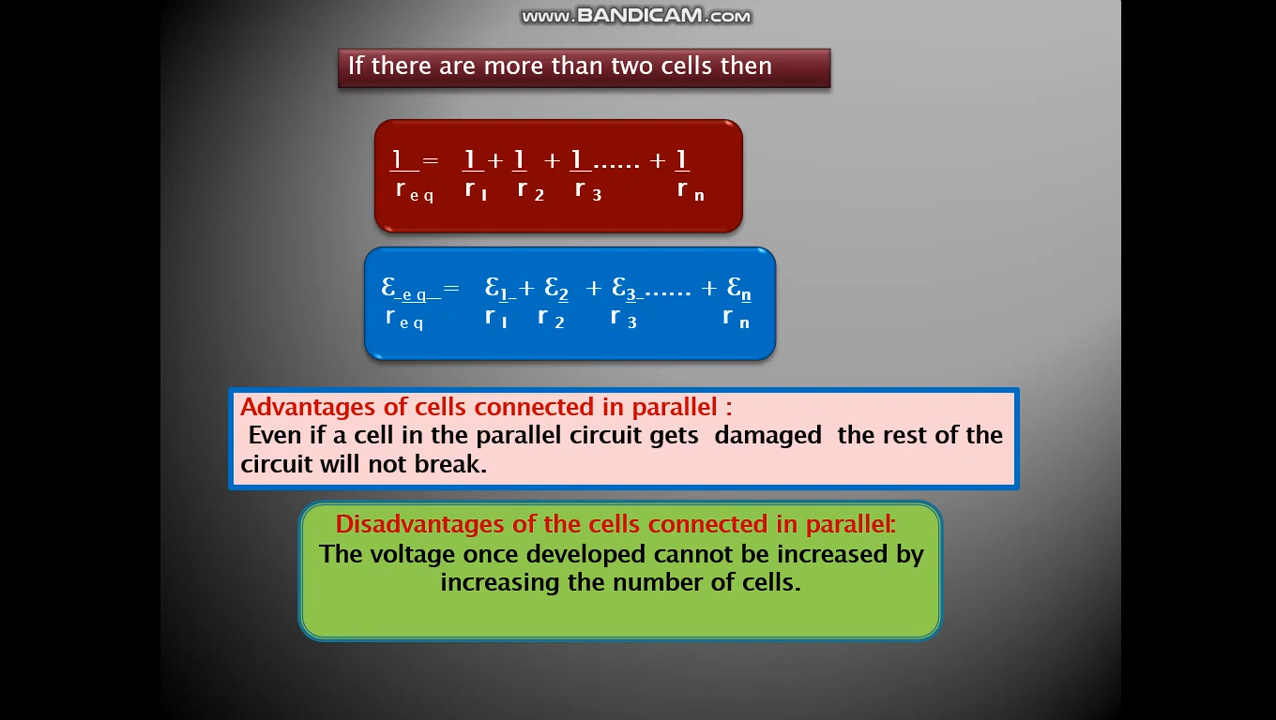 www.BANDICAM.com
If there are more than two cells then
1 = 1 + 1 + 1 ...... + 1
r e q r 1 r 2 r 3 r n
Ɛ e q = Ɛ1 + Ɛ2 + Ɛ3 ...... + Ɛn
r e q r 1 r 2 r 3 r n
Advantages of cells connected in parallel :
Even if a cell in the parallel circuit gets damaged the rest of the
circuit will not break.
Disadvantages of the cells connected in parallel:
The voltage once developed cannot be increased by
increasing the number of cells.